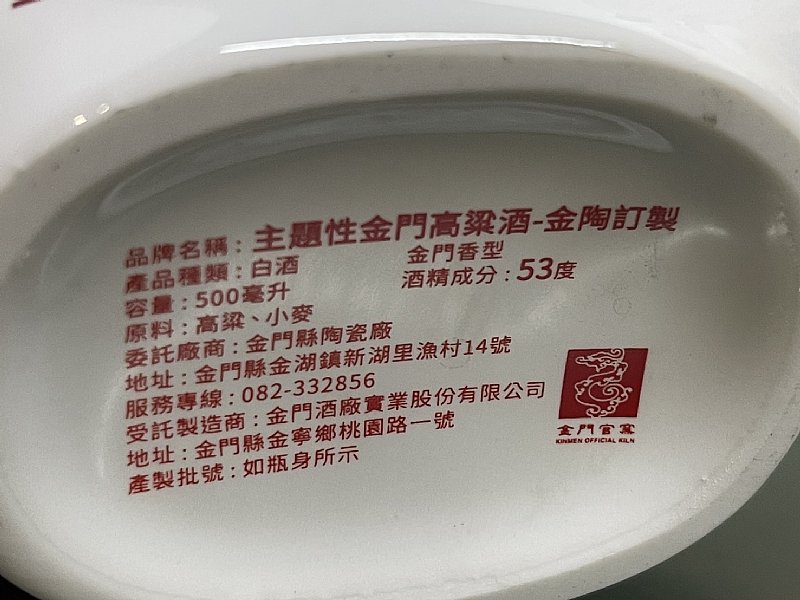 品牌名稱：主題性金門高粱酒-金陶訂製
產品種類：白酒 金門香型
容量：500毫升 酒精成分：53度
原料：高粱、小麥
委託廠商：金門縣陶瓷廠
地址：金門縣金湖鎮新湖里漁村14號
服務專線：082-332856
受託製造商：金門酒廠實業股份有限公司
地址：金門縣金寧鄉桃園路一號
產製批號：如瓶身所示
金門官窯
KINMEN OFFICIAL KILN